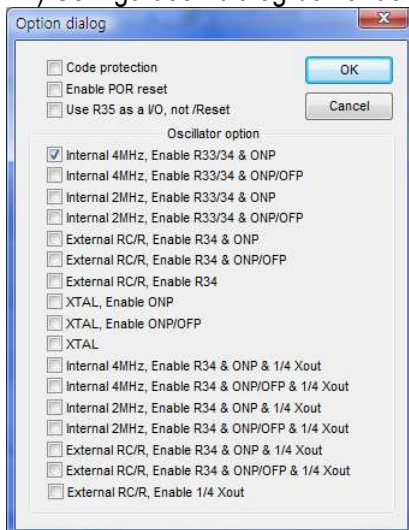 Option dialog
Code protection
OK
Enable POR reset
Use R35 as a I/O, not /Reset
Cancel
Oscillator option
Internal 4MHz, Enable R33/34 & ONP
Internal 4MHz, Enable R33/34 & ONP/OFP
Internal 2MHz, Enable R33/34 & ONP
Internal 2MHz, Enable R33/34 & ONP/OFP
External RC/R, Enable R34 & ONP
External RC/R, Enable R34 & ONP/OFP
External RC/R, Enable R34
XTAL, Enable ONP
XTAL, Enable ONP/OFP
XTAL
Internal 4MHz, Enable R34 & ONP & 1/4 Xout
Internal 4MHz, Enable R34 & ONP/OFP & 1/4 Xout
Internal 2MHz, Enable R34 & ONP & 1/4 Xout
Internal 2MHz, Enable R34 & ONP/OFP & 1/4 Xout
External RC/R, Enable R34 & ONP & 1/4 Xout
External RC/R, Enable R34 & ONP/OFP & 1/4 Xout
External RC/R, Enable 1/4 Xout